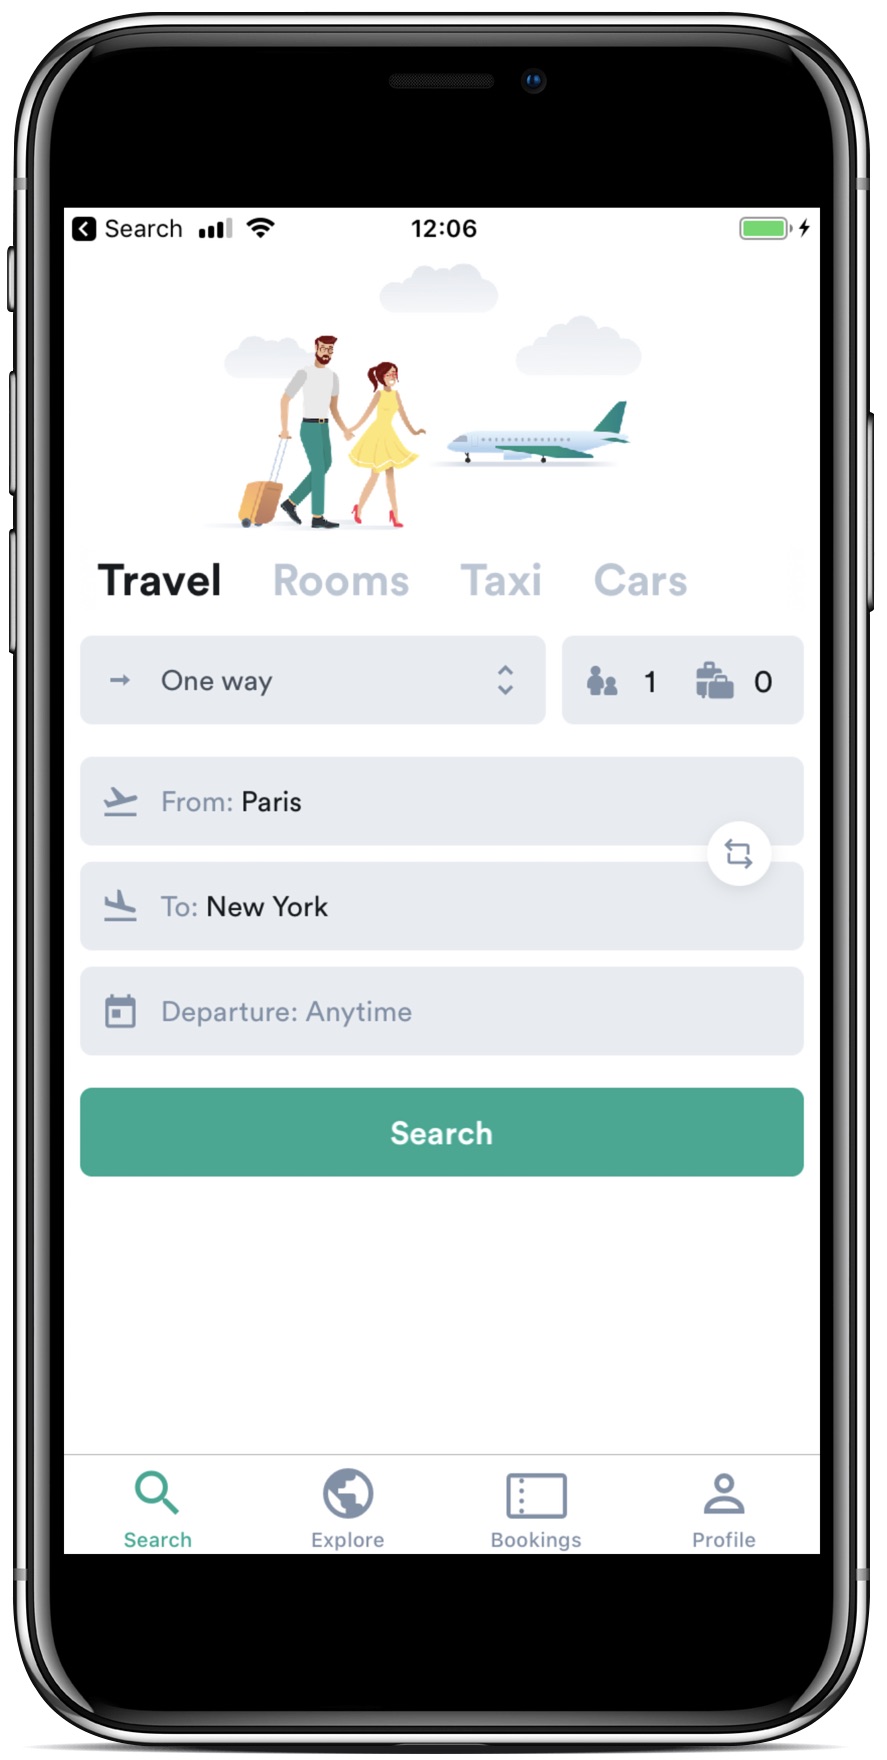 Search 12:06
Travel Rooms Taxi Cars
One way 1 0
From: Paris
To: New York
Departure: Anytime
Search
Search Explore Bookings Profile